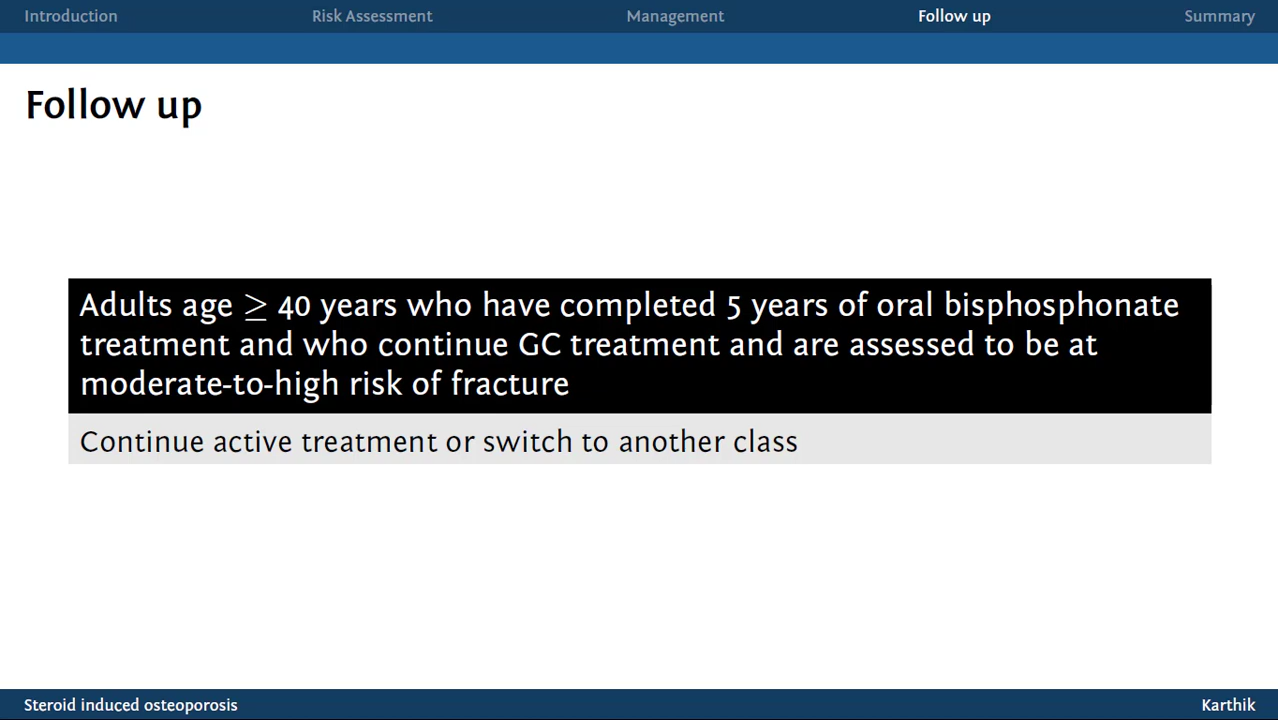 Introduction Risk Assessment Management Follow up Summary
Follow up
Adults age ≥ 40 years who have completed 5 years of oral bisphosphonate
treatment and who continue GC treatment and are assessed to be at
moderate-to-high risk of fracture
Continue active treatment or switch to another class
Steroid induced osteoporosis Karthik